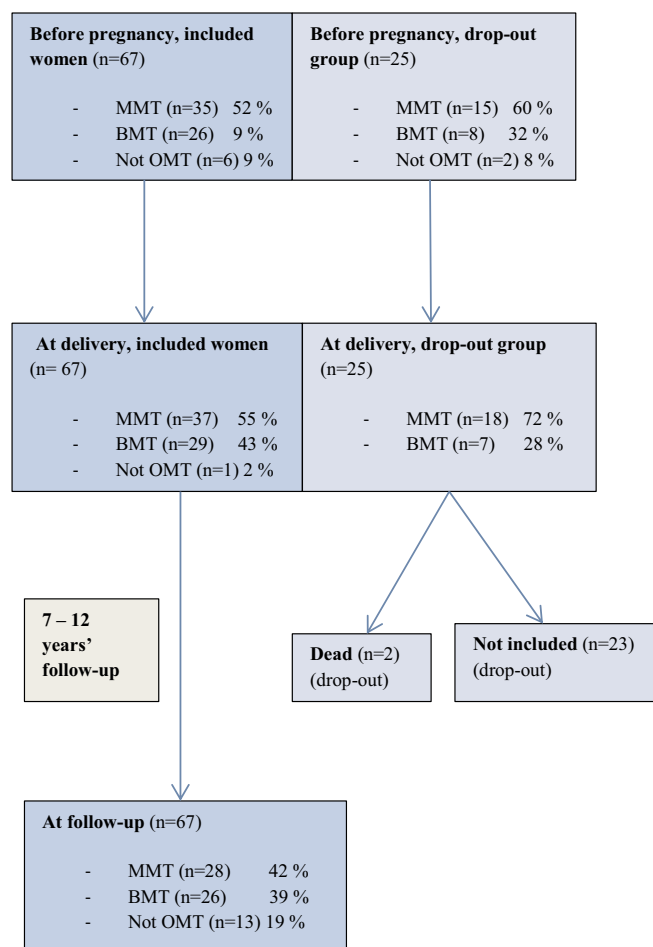 Before pregnancy, included
women (n=67)
- MMT (n=35) 52 %
- BMT (n=26) 9 %
- Not OMT (n=6) 9 %
Before pregnancy, drop-out
group (n=25)
- MMT (n=15) 60 %
- BMT (n=8) 32 %
- Not OMT (n=2) 8 %
At delivery, included women
(n= 67)
- MMT (n=37) 55 %
- BMT (n=29) 43 %
- Not OMT (n=1) 2 %
At delivery, drop-out group
(n=25)
- MMT (n=18) 72 %
- BMT (n=7) 28 %
7 – 12
years’
follow-up
Dead (n=2)
(drop-out)
Not included (n=23)
(drop-out)
At follow-up (n=67)
- MMT (n=28) 42 %
- BMT (n=26) 39 %
- Not OMT (n=13) 19 %